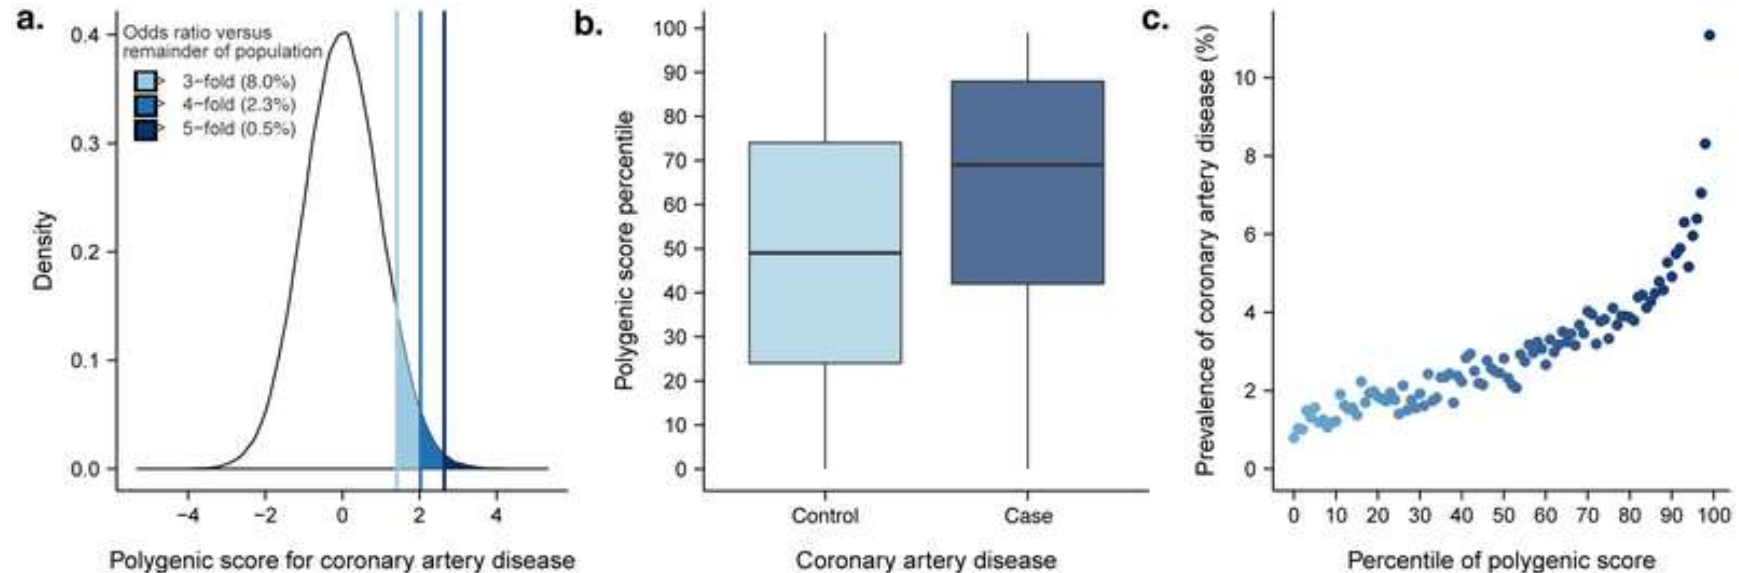 a.
Odds ratio versus
remainder of population
> 3−fold (8.0%)
> 4−fold (2.3%)
> 5−fold (0.5%)
Density
0.4
0.3
0.2
0.1
0.0
−4 −2 0 2 4
Polygenic score for coronary artery disease
b.
Polygenic score percentile
100
90
80
70
60
50
40
30
20
10
0
Control Case
Coronary artery disease
c.
Prevalence of coronary artery disease (%)
10
8
6
4
2
0
0 10 20 30 40 50 60 70 80 90 100
Percentile of polygenic score